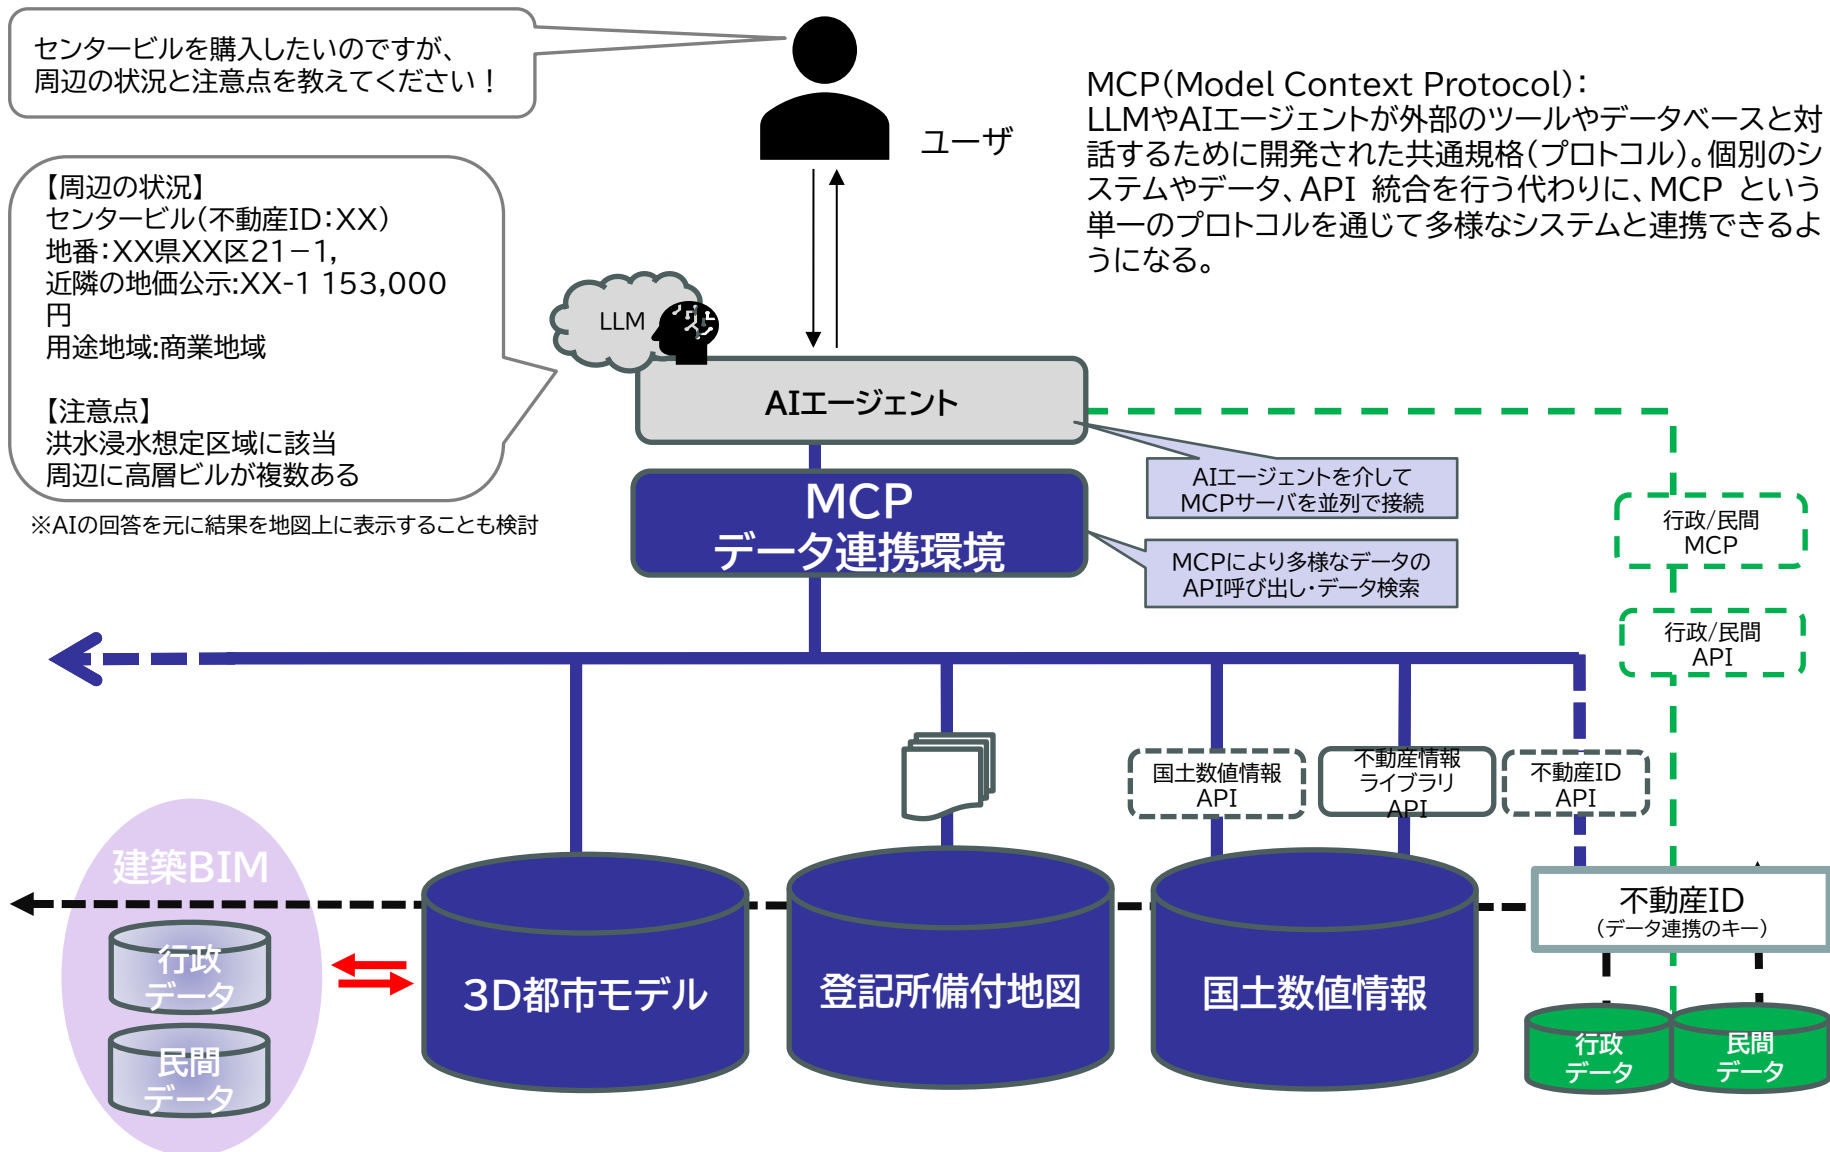 センタービルを購入したいのですが、
周辺の状況と注意点を教えてください！
ユーザ
MCP(Model Context Protocol)：
LLMやAIエージェントが外部のツールやデータベースと対
話するために開発された共通規格（プロトコル）。個別のシ
ステムやデータ、API 統合を行う代わりに、MCP という
単一のプロトコルを通じて多様なシステムと連携できるよ
うになる。
【周辺の状況】
センタービル（不動産ID：XX）
地番：XX県XX区21－1，
近隣の地価公示:XX-1 153,000
円
用途地域:商業地域
【注意点】
洪水浸水想定区域に該当
周辺に高層ビルが複数ある
※AIの回答を元に結果を地図上に表示することも検討
LLM
AIエージェント
AIエージェントを介して
MCPサーバを並列で接続
MCP
データ連携環境
MCPにより多様なデータの
API呼び出し・データ検索
行政/民間
MCP
行政/民間
API
国土数値情報
API
不動産情報
ライブラリ
API
不動産ID
API
建築BIM
行政
データ
民間
データ
3D都市モデル
登記所備付地図
国土数値情報
不動産ID
（データ連携のキー）
行政
データ
民間
データ